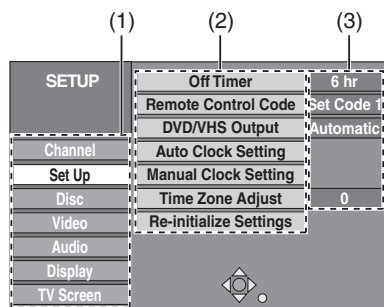 (1) (2) (3)
SETUP
Off Timer 6 hr
Remote Control Code Set Code 1
DVD/VHS Output Automatic
Channel Auto Clock Setting
Set Up Manual Clock Setting
Disc Time Zone Adjust 0
Video Re-initialize Settings
Audio
Display
TV Screen